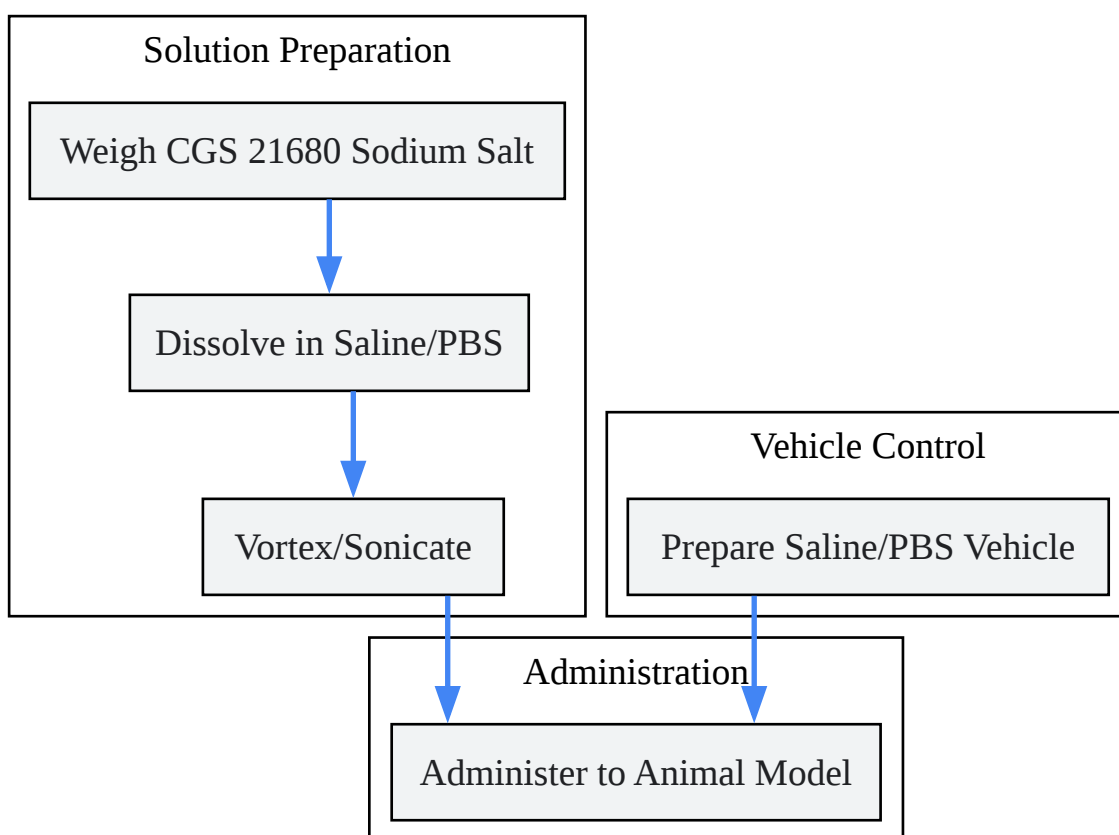 Solution Preparation
Weigh CGS 21680 Sodium Salt
Dissolve in Saline/PBS
Vortex/Sonicate
Vehicle Control
Prepare Saline/PBS Vehicle
Administration
Administer to Animal Model